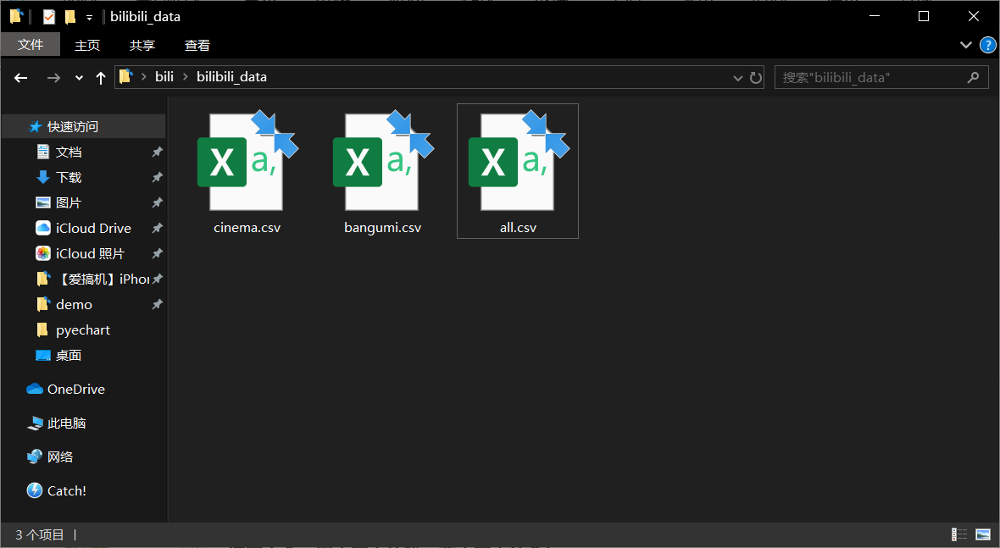 bilibili_data
文件 主页 共享 查看
bili bilibili_data
搜索"bilibili_data"
快速访问
文档
下载
图片
iCloud Drive
iCloud 照片
【爱搞机】iPhor
demo
pyechart
桌面
OneDrive
此电脑
网络
Catch!
X a,
X a,
X a,
cinema.csv bangumi.csv all.csv
3 个项目